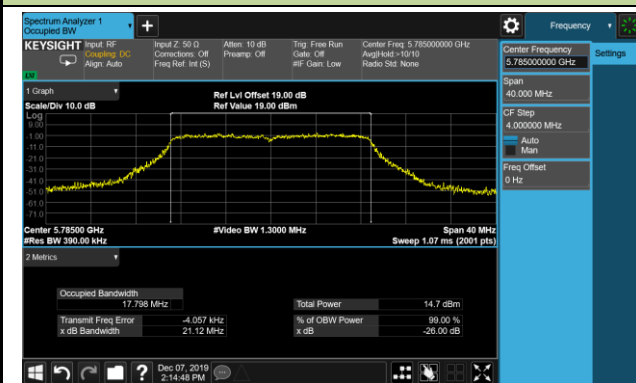 Spectrum Analyzer 1
Occupied BW
KEYSIGHT
Input: RF
Coupling: DC
Align: Auto
Input Z: 50 Ω
Corrections: Off
Freq Ref: Int (S)
Atten: 10 dB
Preamp: Off
Trig: Free Run
Gate: Off
#IF Gain: Low
Center Freq: 5.785000000 GHz
Avg|Hold:>10/10
Radio Std: None
LXI
1 Graph
Scale/Div 10.0 dB
Ref Lvl Offset 19.00 dB
Ref Value 19.00 dBm
Log
9.00
-1.00
-11.0
-21.0
-31.0
-41.0
-51.0
-61.0
-71.0
Center 5.78500 GHz
#Res BW 390.00 kHz
#Video BW 1.3000 MHz
Span 40 MHz
Sweep 1.07 ms (2001 pts)
2 Metrics
Occupied Bandwidth
17.798 MHz
Total Power 14.7 dBm
Transmit Freq Error -4.057 kHz
% of OBW Power 99.00 %
x dB Bandwidth 21.12 MHz
x dB -26.00 dB
Dec 07, 2019
2:14:48 PM
Frequency
Settings
Center Frequency
5.785000000 GHz
Span
40.000 MHz
CF Step
4.000000 MHz
Auto
Man
Freq Offset
0 Hz